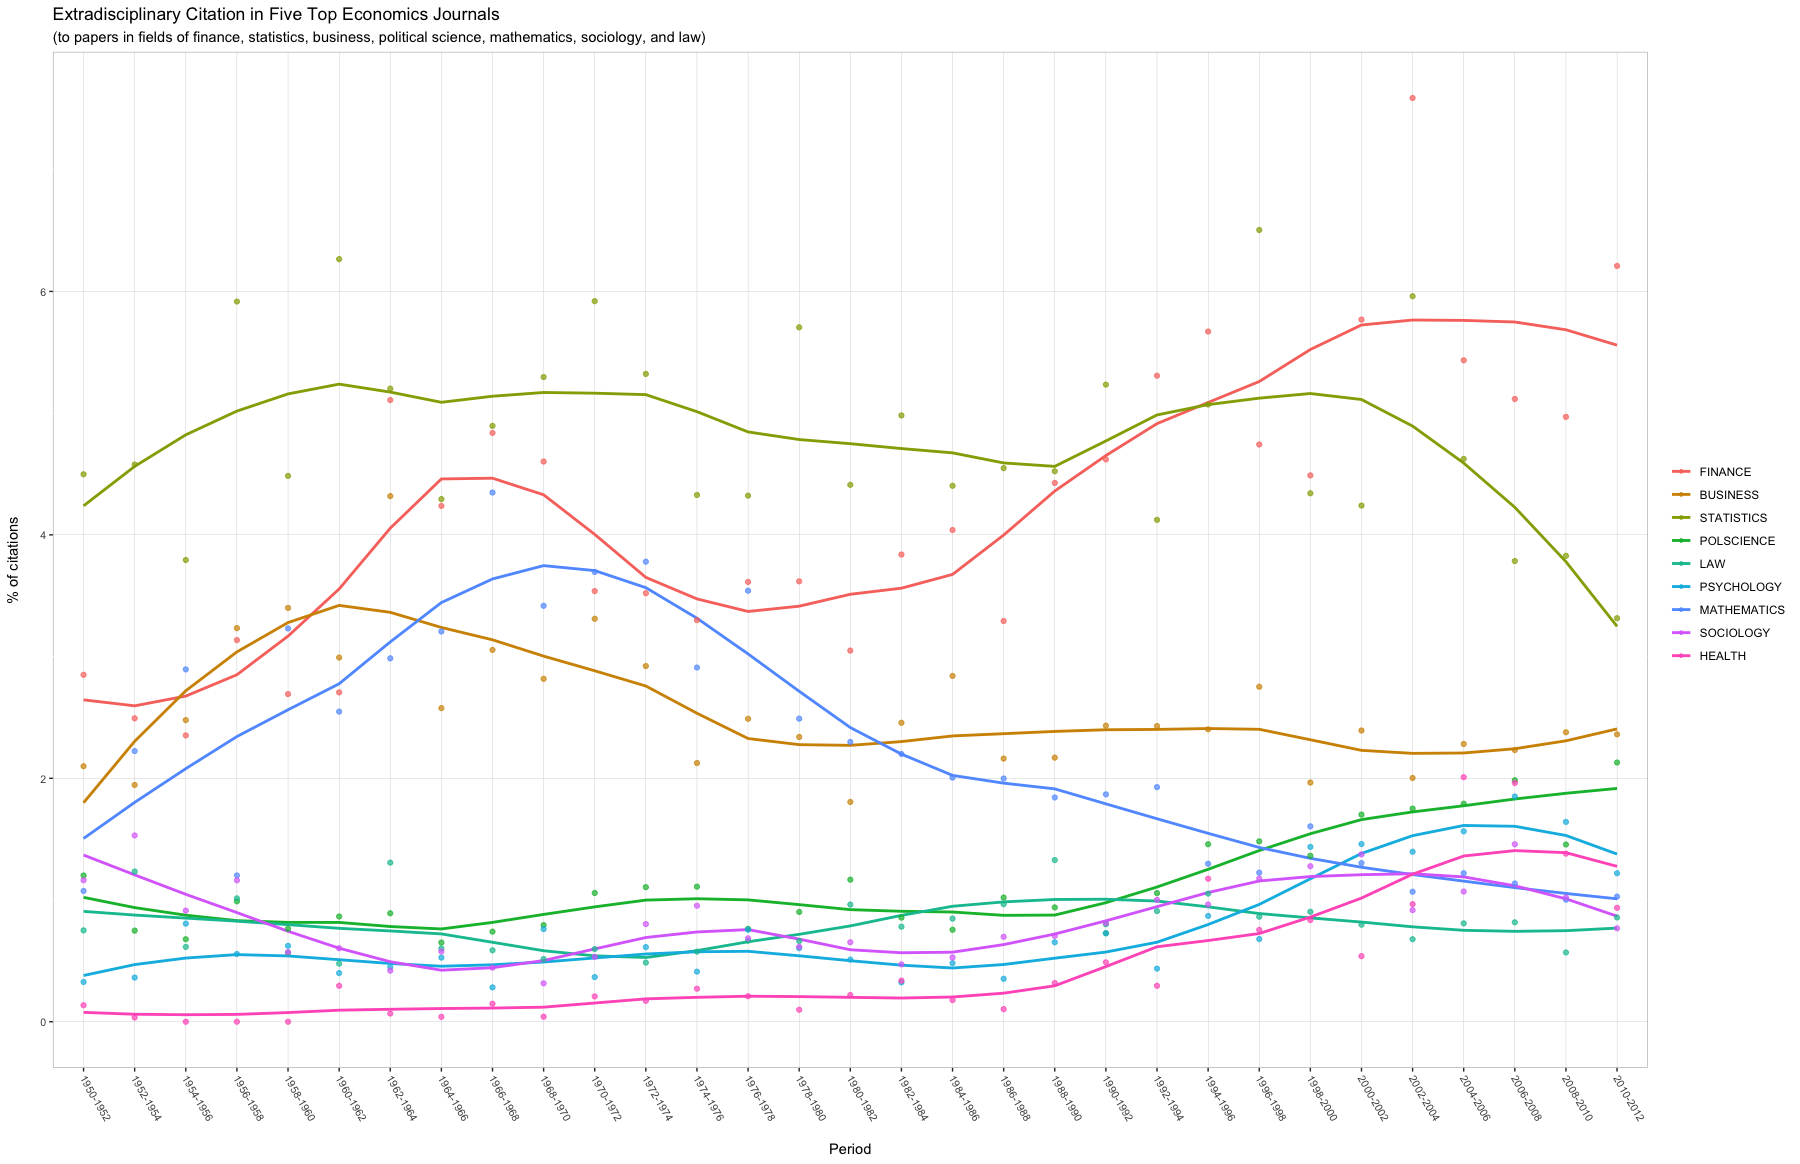 Extradisciplinary Citation in Five Top Economics Journals
(to papers in fields of finance, statistics, business, political science, mathematics, sociology, and law)
% of citations
6
4
2
0
FINANCE
BUSINESS
STATISTICS
POLSCIENCE
LAW
PSYCHOLOGY
MATHEMATICS
SOCIOLOGY
HEALTH
1950-1952
1952-1954
1954-1956
1956-1958
1958-1960
1960-1962
1962-1964
1964-1966
1966-1968
1968-1970
1970-1972
1972-1974
1974-1976
1976-1978
1978-1980
1980-1982
1982-1984
1984-1986
1986-1988
1988-1990
1990-1992
1992-1994
1994-1996
1996-1998
1998-2000
2000-2002
2002-2004
2004-2006
2006-2008
2008-2010
2010-2012
Period